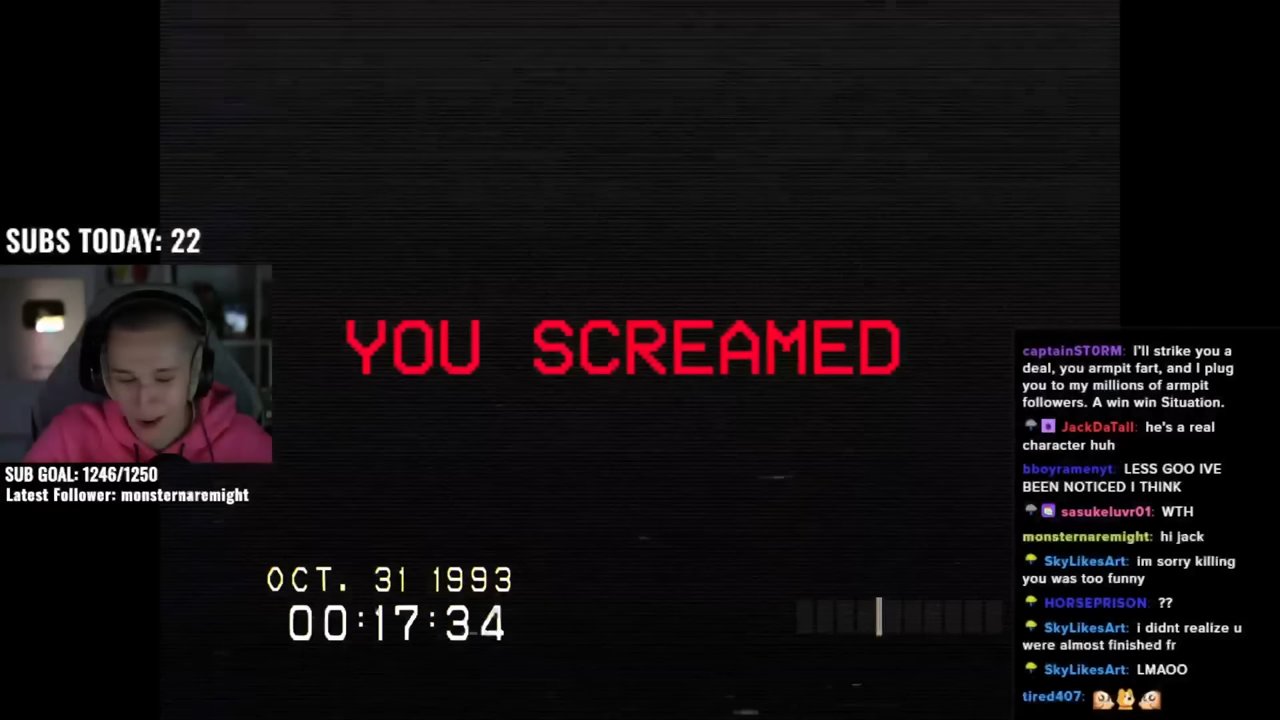 SUBS TODAY: 22
YOU SCREAMED
SUB GOAL: 1246/1250
Latest Follower: monsternaremight
OCT. 31 1993
00:17:34
captainST0RM: I'll strike you a
deal, you armpit fart, and I plug
you to my millions of armpit
followers. A win win Situation.
JackDaTall: he's a real
character huh
bboyramenyt: LESS GOO IVE
BEEN NOTICED I THINK
sasukeluvr01: WTH
monsternaremight: hi jack
SkyLikesArt: im sorry killing
you was too funny
HORSEPRISON: ??
SkyLikesArt: i didnt realize u
were almost finished fr
SkyLikesArt: LMAOO
tired407: